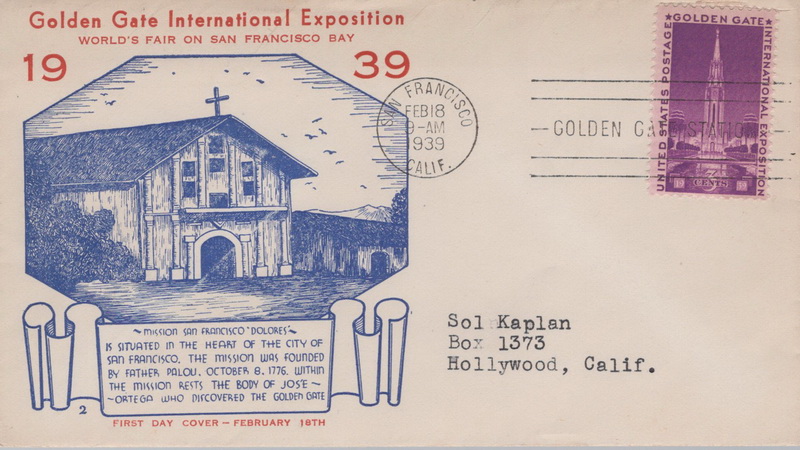 Golden Gate International Exposition
WORLD'S FAIR ON SAN FRANCISCO BAY
19 39
SAN FRANCISCO
FEB 18
9-AM
1939
CALIF.
GOLDEN GATE STATION
★GOLDEN GATE★
INTERNATIONAL EXPOSITION
UNITED STATES POSTAGE
3
CENTS
~MISSION SAN FRANCISCO "DOLORES"~
IS SITUATED IN THE HEART OF THE CITY OF
SAN FRANCISCO. THE MISSION WAS FOUNDED
BY FATHER PALOU, OCTOBER 8, 1776. WITHIN
THE MISSION RESTS THE BODY OF JOS'E ~
~ORTEGA WHO DISCOVERED THE GOLDEN GATE
2
FIRST DAY COVER – FEBRUARY 18TH
Sol Kaplan
Box 1373
Hollywood, Calif.